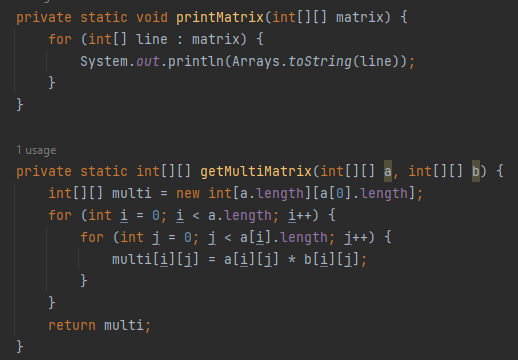 private static void printMatrix(int[][] matrix) {
    for (int[] line : matrix) {
        System.out.println(Arrays.toString(line));
    }
}
1 usage
private static int[][] getMultiMatrix(int[][] a, int[][] b) {
    int[][] multi = new int[a.length][a[0].length];
    for (int i = 0; i < a.length; i++) {
        for (int j = 0; j < a[i].length; j++) {
            multi[i][j] = a[i][j] * b[i][j];
        }
    }
    return multi;
}